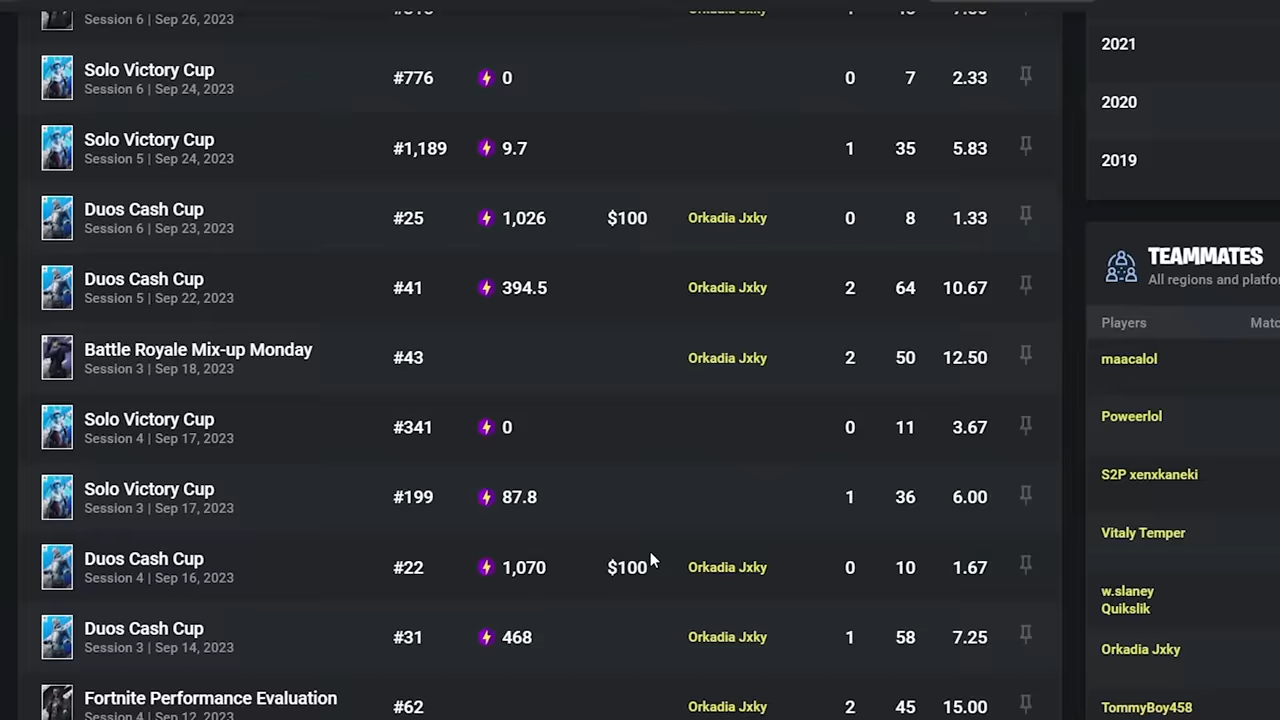 Session 6 | Sep 26, 2023
Orkadia Jxky
Solo Victory Cup
Session 6 | Sep 24, 2023
#776 0 0 7 2.33
Solo Victory Cup
Session 5 | Sep 24, 2023
#1,189 9.7 1 35 5.83
Duos Cash Cup
Session 6 | Sep 23, 2023
#25 1,026 $100 Orkadia Jxky 0 8 1.33
Duos Cash Cup
Session 5 | Sep 22, 2023
#41 394.5 Orkadia Jxky 2 64 10.67
Battle Royale Mix-up Monday
Session 3 | Sep 18, 2023
#43 Orkadia Jxky 2 50 12.50
Solo Victory Cup
Session 4 | Sep 17, 2023
#341 0 0 11 3.67
Solo Victory Cup
Session 3 | Sep 17, 2023
#199 87.8 1 36 6.00
Duos Cash Cup
Session 4 | Sep 16, 2023
#22 1,070 $100 Orkadia Jxky 0 10 1.67
Duos Cash Cup
Session 3 | Sep 14, 2023
#31 468 Orkadia Jxky 1 58 7.25
Fortnite Performance Evaluation
Session 4 | Sep 12, 2023
#62 Orkadia Jxky 2 45 15.00
2021
2020
2019
TEAMMATES
All regions and platfor
Players Matc
maacalol
Poweerlol
S2P xenxkaneki
Vitaly Temper
w.slaney
Quikslik
Orkadia Jxky
TommyBoy458